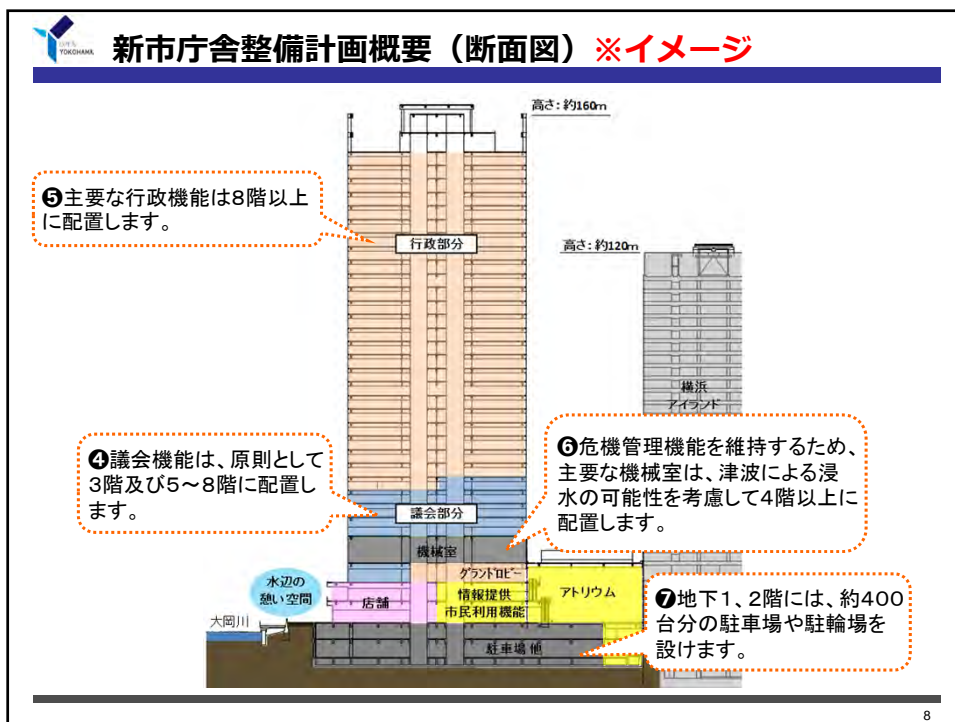 YOKOHAMA
新市庁舎整備計画概要（断面図）※イメージ
高さ：約160m
❺主要な行政機能は8階以上
に配置します。
行政部分
高さ：約120m
横浜
アイランド
❹議会機能は、原則として
3階及び5～8階に配置し
ます。
議会部分
❻危機管理機能を維持するため、
主要な機械室は、津波による浸
水の可能性を考慮して4階以上に
配置します。
機械室
グランドロビー
水辺の
憩い空間
店舗
情報提供
市民利用機能
アトリウム
大岡川
❼地下1、2階には、約400
台分の駐車場や駐輪場を
設けます。
駐車場他
8